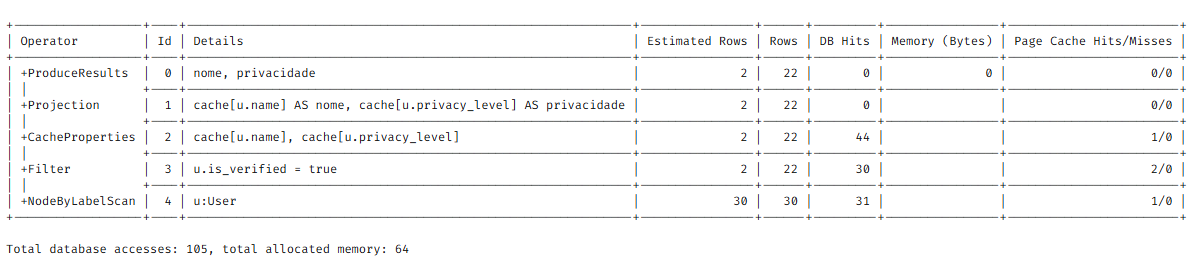 | Operator | Id | Details | Estimated Rows | Rows | DB Hits | Memory (Bytes) | Page Cache Hits/Misses |
| +ProduceResults | 0 | nome, privacidade | 2 | 22 | 0 | 0 | 0/0 |
| +Projection | 1 | cache[u.name] AS nome, cache[u.privacy_level] AS privacidade | 2 | 22 | 0 | | 0/0 |
| +CacheProperties | 2 | cache[u.name], cache[u.privacy_level] | 2 | 22 | 44 | | 1/0 |
| +Filter | 3 | u.is_verified = true | 2 | 22 | 30 | | 2/0 |
| +NodeByLabelScan | 4 | u:User | 30 | 30 | 31 | | 1/0 |
Total database accesses: 105, total allocated memory: 64